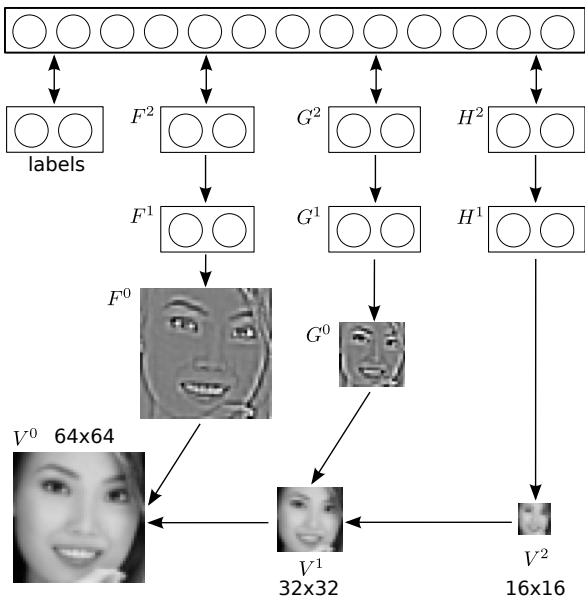 F² G² H²
labels
F¹ G¹ H¹
F⁰
G⁰
V⁰ 64x64
V¹ V²
32x32 16x16